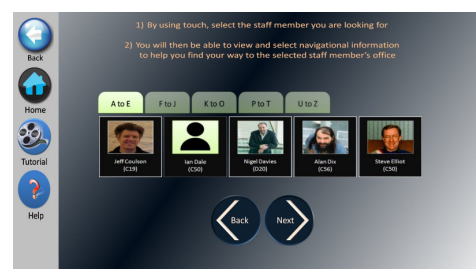 1) By using touch, select the staff member you are looking for
2) You will then be able to view and select navigational information
to help you find your way to the selected staff member's office
Back
Home
Tutorial
Help
A to E
F to J
K to O
P to T
U to Z
Jeff Coulson
(C19)
Ian Dale
(C50)
Nigel Davies
(D20)
Alan Dix
(C56)
Steve Elliot
(C50)
Back
Next